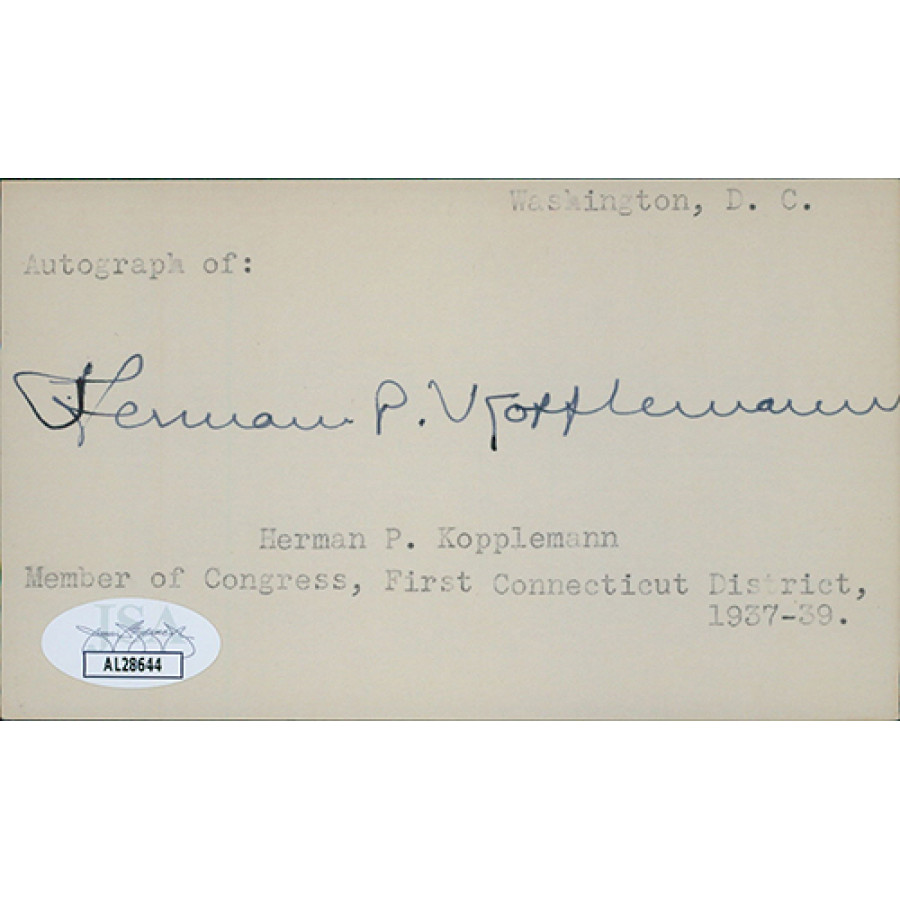 Washington, D. C.
Autograph of:
Herman P. Kopplemann
Herman P. Kopplemann
Member of Congress, First Connecticut District,
1937-39.
JSA
AL28644